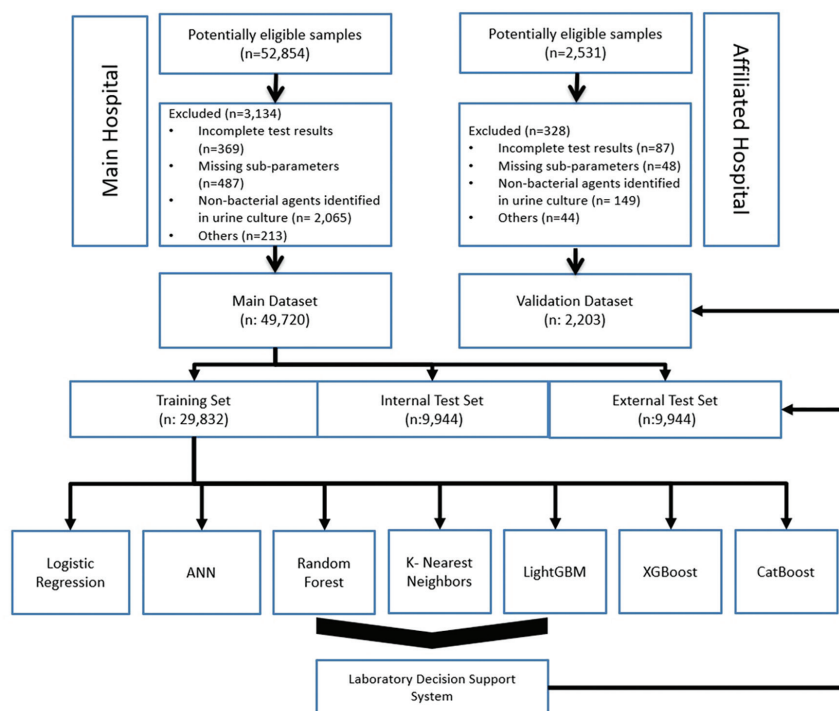 Main Hospital
Potentially eligible samples
(n=52,854)
Excluded (n=3,134)
• Incomplete test results
(n=369)
• Missing sub-parameters
(n=487)
• Non-bacterial agents identified
in urine culture (n= 2,065)
• Others (n=213)
Main Dataset
(n: 49,720)
Potentially eligible samples
(n=2,531)
Excluded (n=328)
• Incomplete test results (n=87)
• Missing sub-parameters (n=48)
• Non-bacterial agents identified
in urine culture (n= 149)
• Others (n=44)
Validation Dataset
(n: 2,203)
Affiliated Hospital
Training Set
(n: 29,832)
Internal Test Set
(n:9,944)
External Test Set
(n:9,944)
Logistic
Regression
ANN
Random
Forest
K- Nearest
Neighbors
LightGBM
XGBoost
CatBoost
Laboratory Decision Support
System